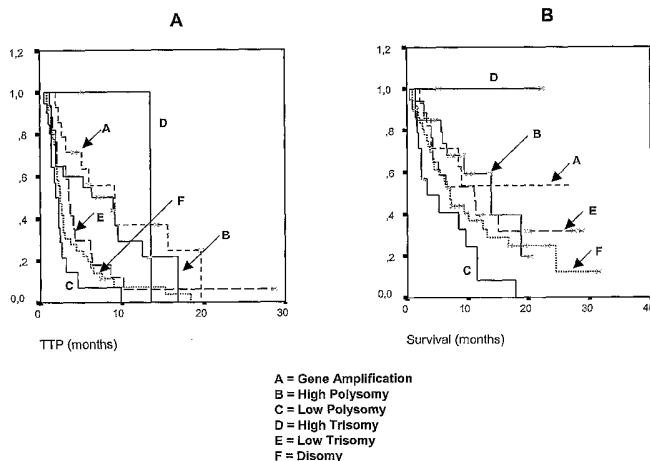 A
B
1,2
1,0
,8
,6
,4
,2
0,0
0
10
20
30
A
D
F
E
B
C
TTP (months)
1,2
1,0
,8
,6
,4
,2
0,0
0
10
20
30
40
D
B
A
E
F
C
Survival (months)
A = Gene Amplification
B = High Polysomy
C = Low Polysomy
D = High Trisomy
E = Low Trisomy
F = Disomy